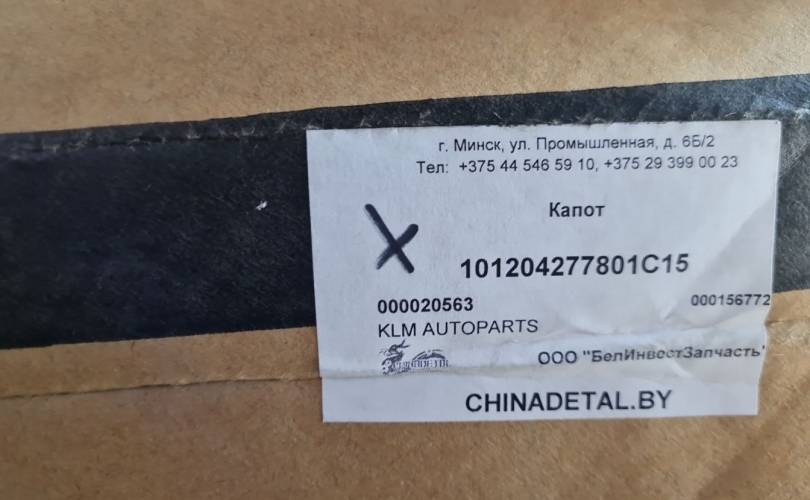 г. Минск, ул. Промышленная, д. 6Б/2
Тел: +375 44 546 59 10, +375 29 399 00 23
Капот
X
101204277801C15
000020563
000156772
KLM AUTOPARTS
ООО "БелИнвестЗапчасть"
CHINADETAL.BY